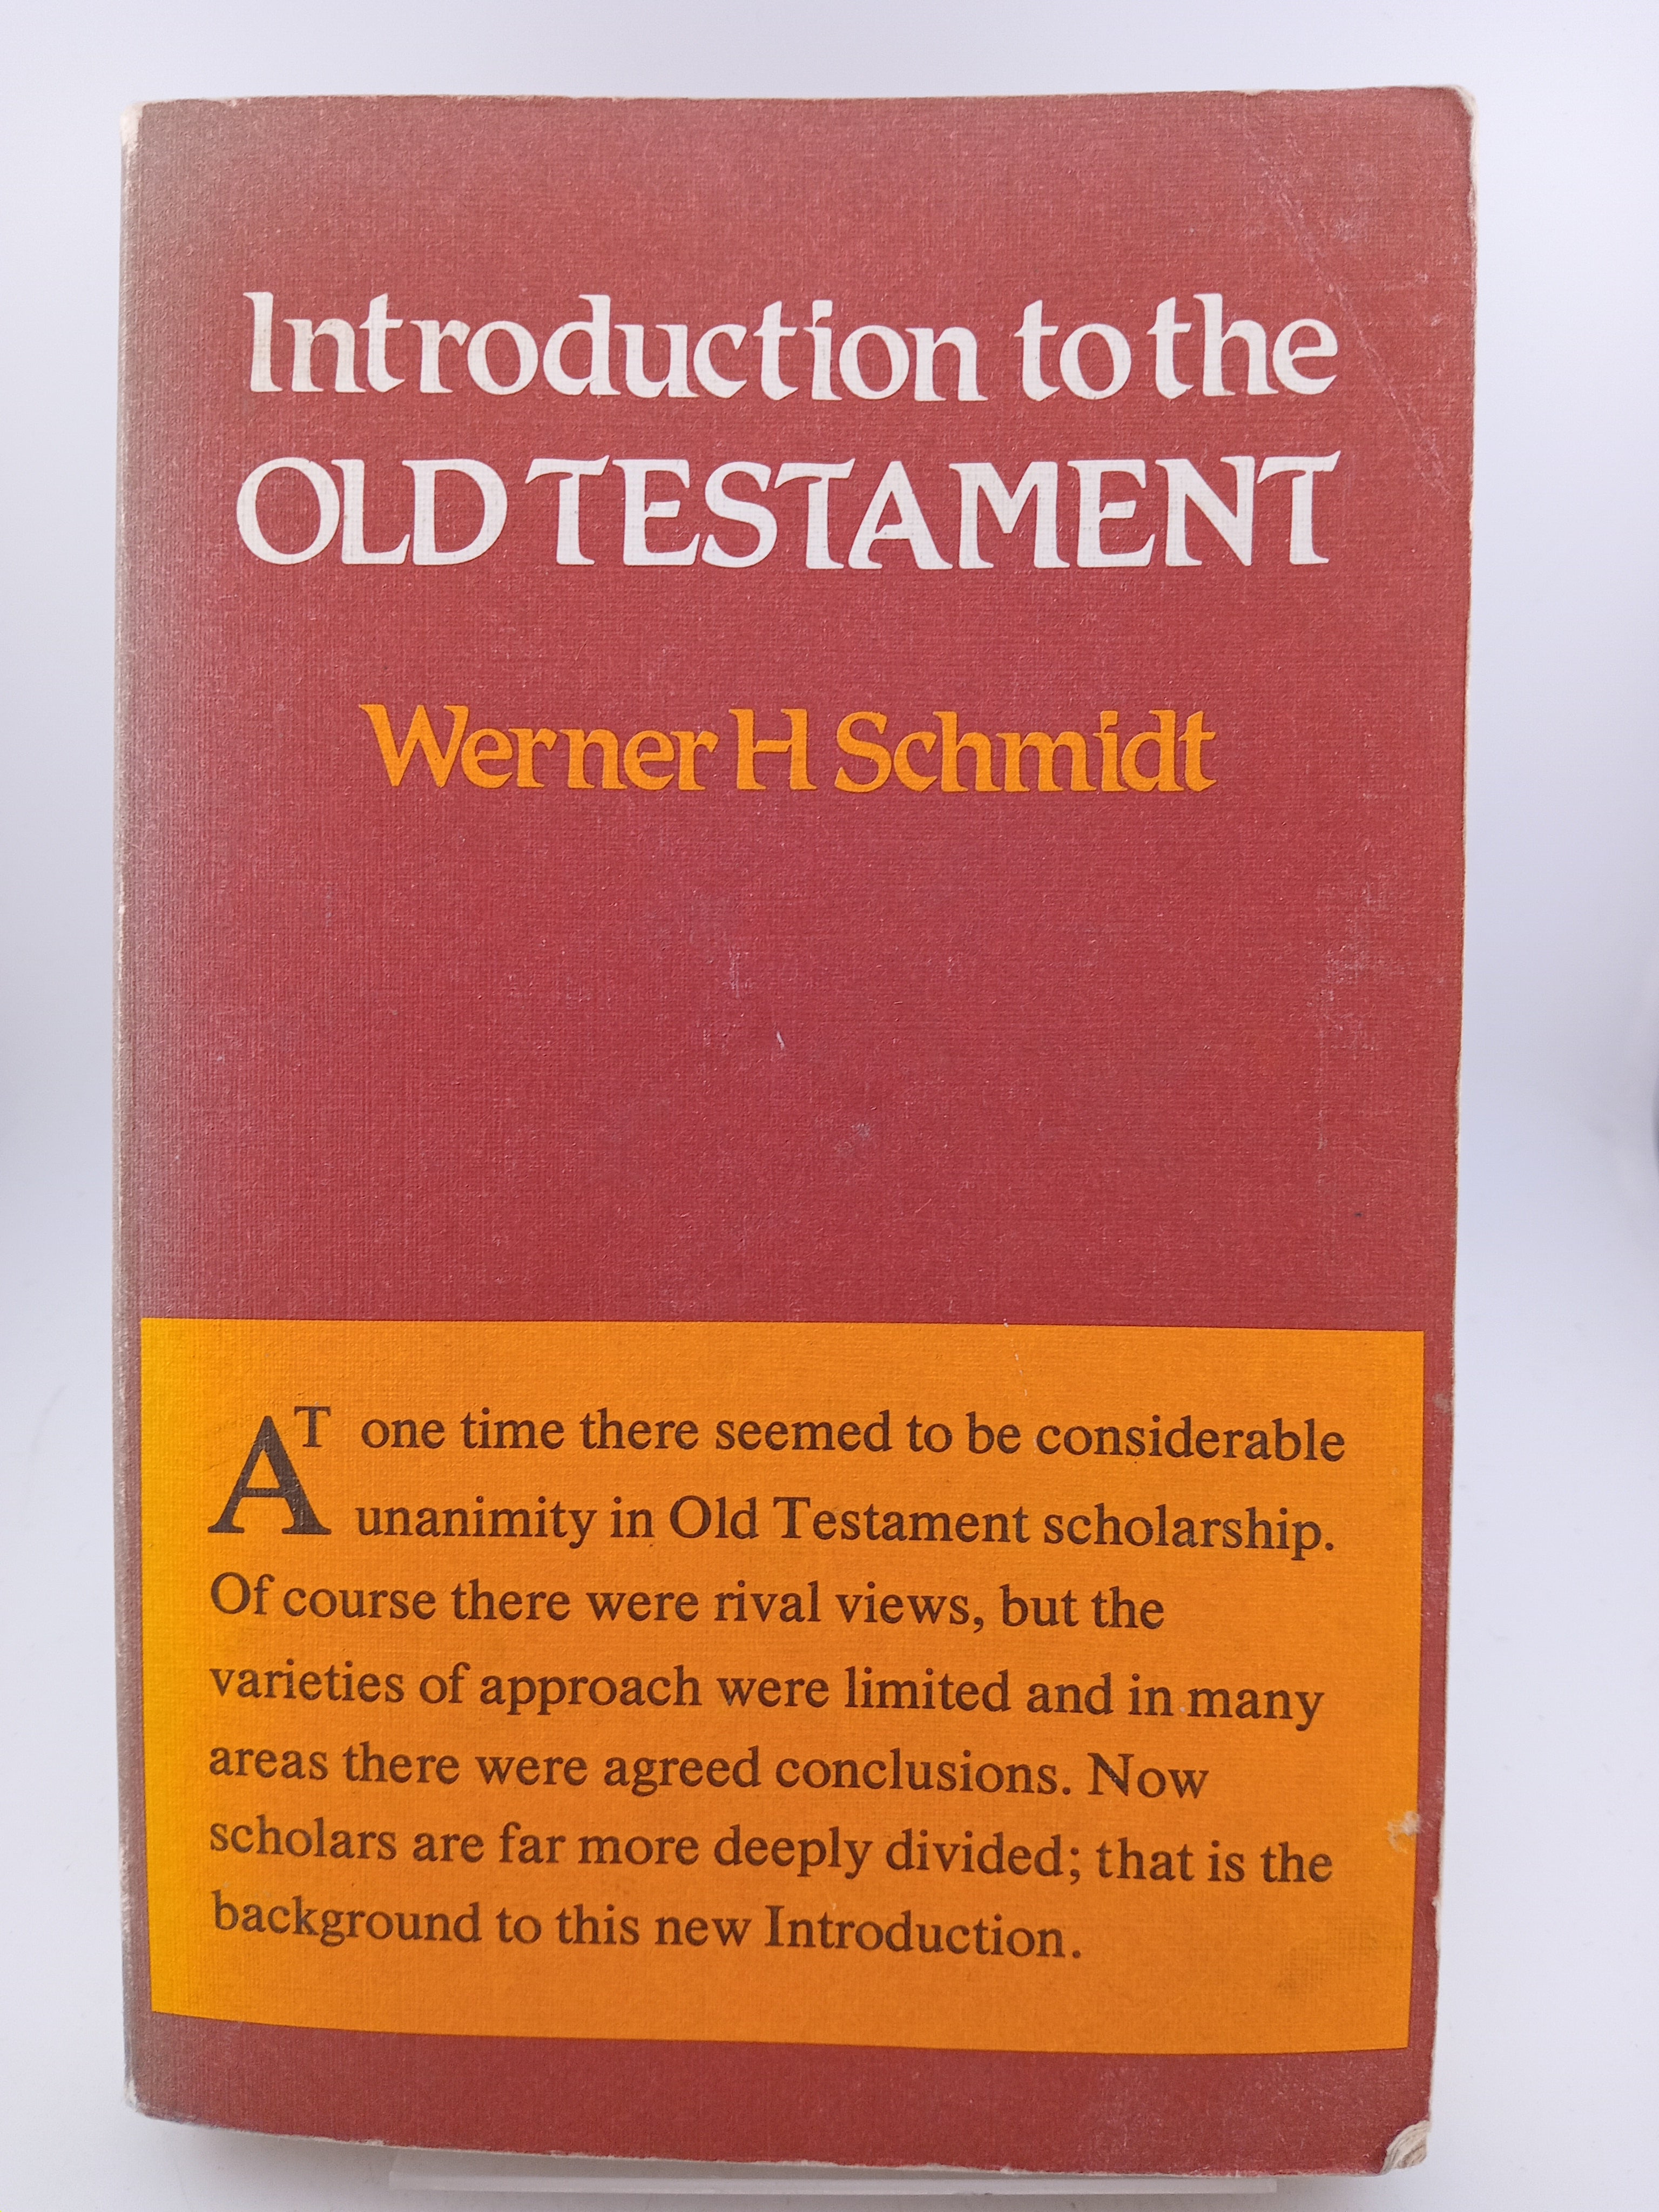 Introduction to the
OLD TESTAMENT
Werner H Schmidt
AT one time there seemed to be considerable
unanimity in Old Testament scholarship.
Of course there were rival views, but the
varieties of approach were limited and in many
areas there were agreed conclusions. Now
scholars are far more deeply divided; that is the
background to this new Introduction.